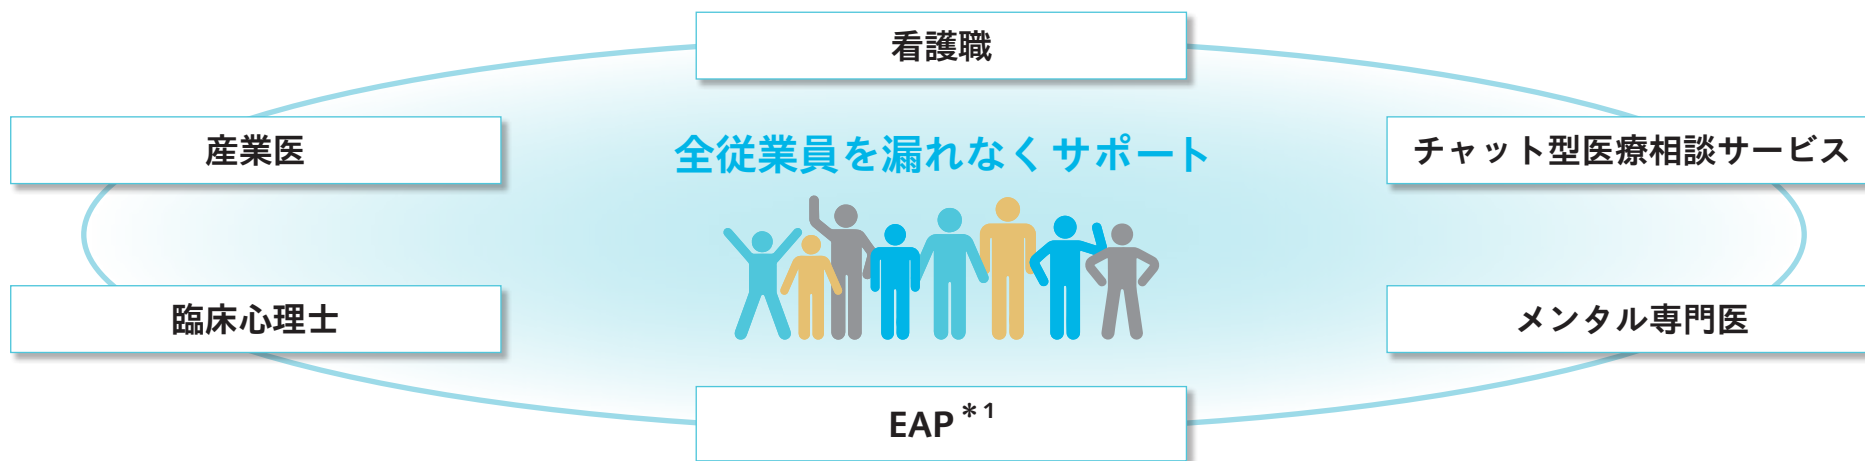 看護職
産業医
全従業員を漏れなくサポート
チャット型医療相談サービス
臨床心理士
メンタル専門医
EAP＊1